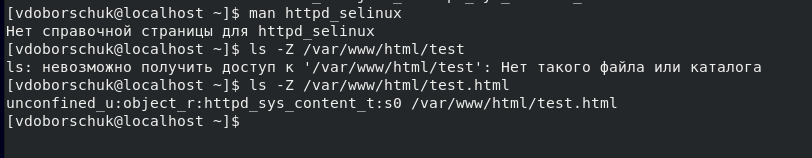 [vdoborschuk@localhost ~]$ man httpd_selinux
Нет справочной страницы для httpd_selinux
[vdoborschuk@localhost ~]$ ls -Z /var/www/html/test
ls: невозможно получить доступ к '/var/www/html/test': Нет такого файла или каталога
[vdoborschuk@localhost ~]$ ls -Z /var/www/html/test.html
unconfined_u:object_r:httpd_sys_content_t:s0 /var/www/html/test.html
[vdoborschuk@localhost ~]$